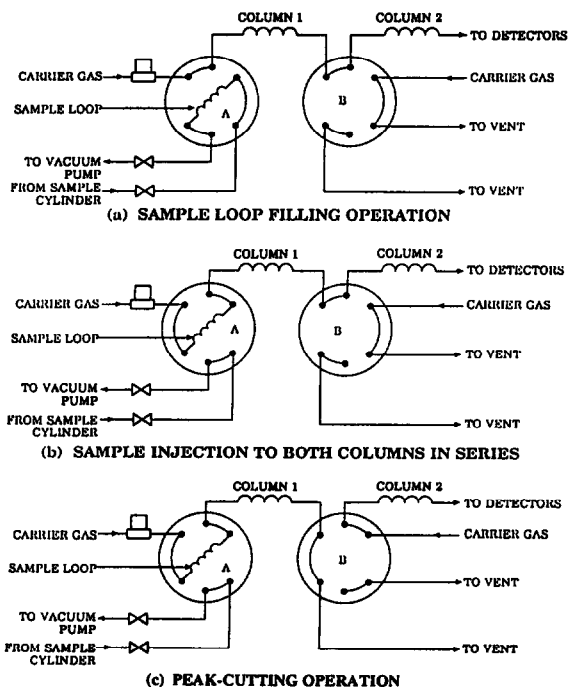 COLUMN 1
COLUMN 2
TO DETECTORS
CARRIER GAS
CARRIER GAS
SAMPLE LOOP
A
B
TO VACUUM
PUMP
TO VENT
FROM SAMPLE
CYLINDER
TO VENT
(a) SAMPLE LOOP FILLING OPERATION
COLUMN 1
COLUMN 2
TO DETECTORS
CARRIER GAS
CARRIER GAS
SAMPLE LOOP
A
B
TO VENT
TO VACUUM
PUMP
FROM SAMPLE
CYLINDER
TO VENT
(b) SAMPLE INJECTION TO BOTH COLUMNS IN SERIES
COLUMN 1
COLUMN 2
TO DETECTORS
CARRIER GAS
CARRIER GAS
SAMPLE LOOP
A
B
TO VENT
TO VACUUM
PUMP
FROM SAMPLE
CYLINDER
TO VENT
(c) PEAK-CUTTING OPERATION